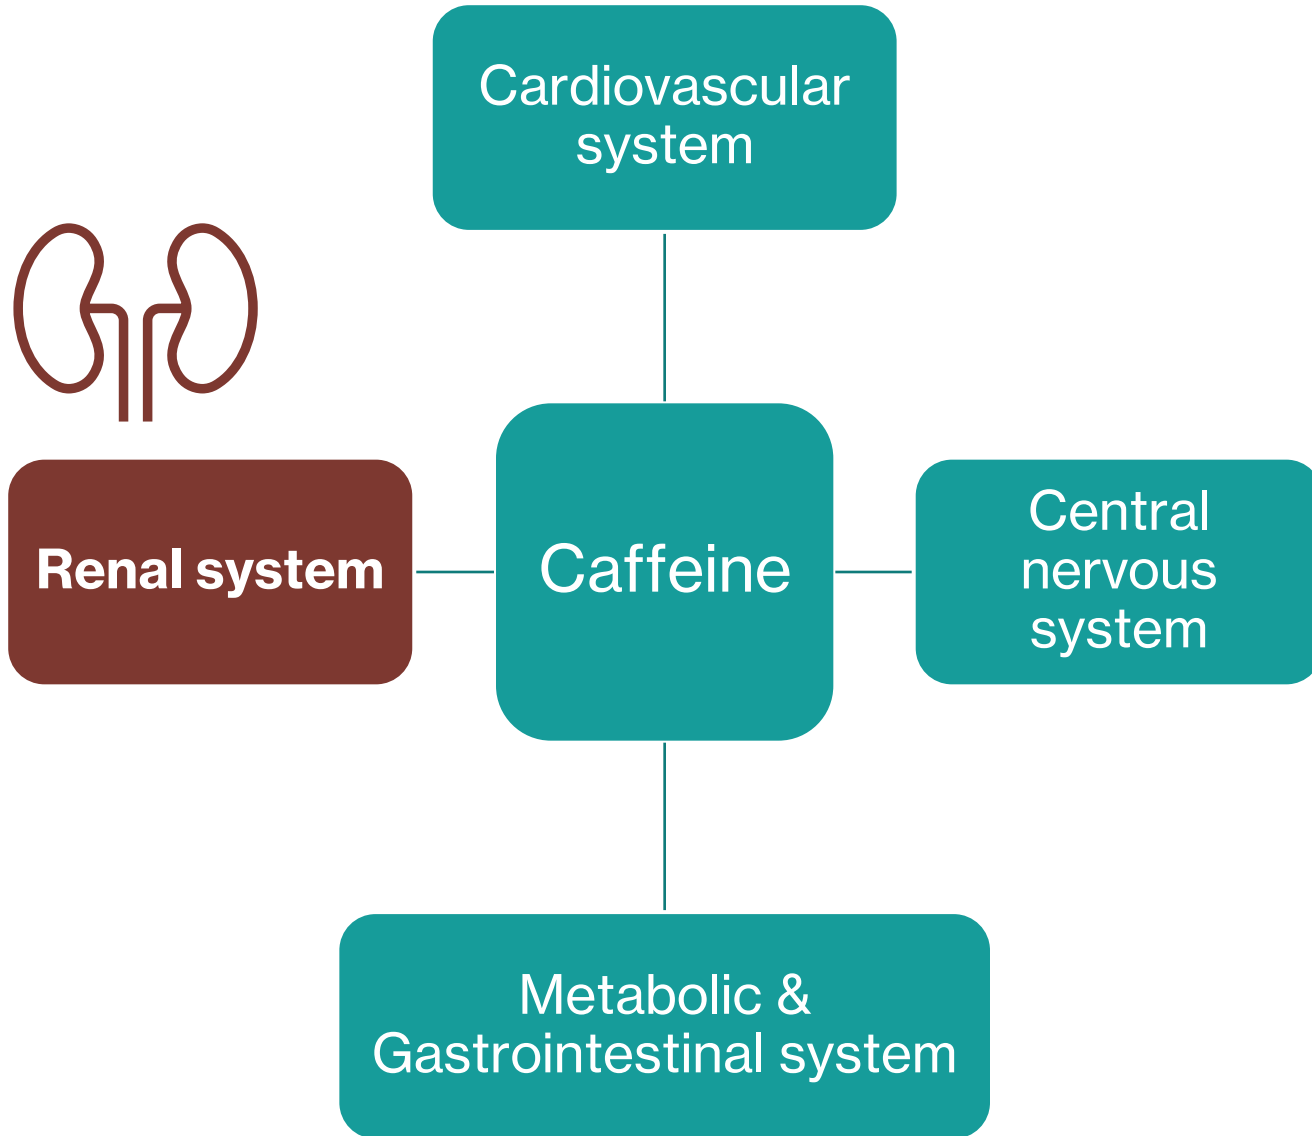 Cardiovascular
system
Renal system
Caffeine
Central
nervous
system
Metabolic &
Gastrointestinal system